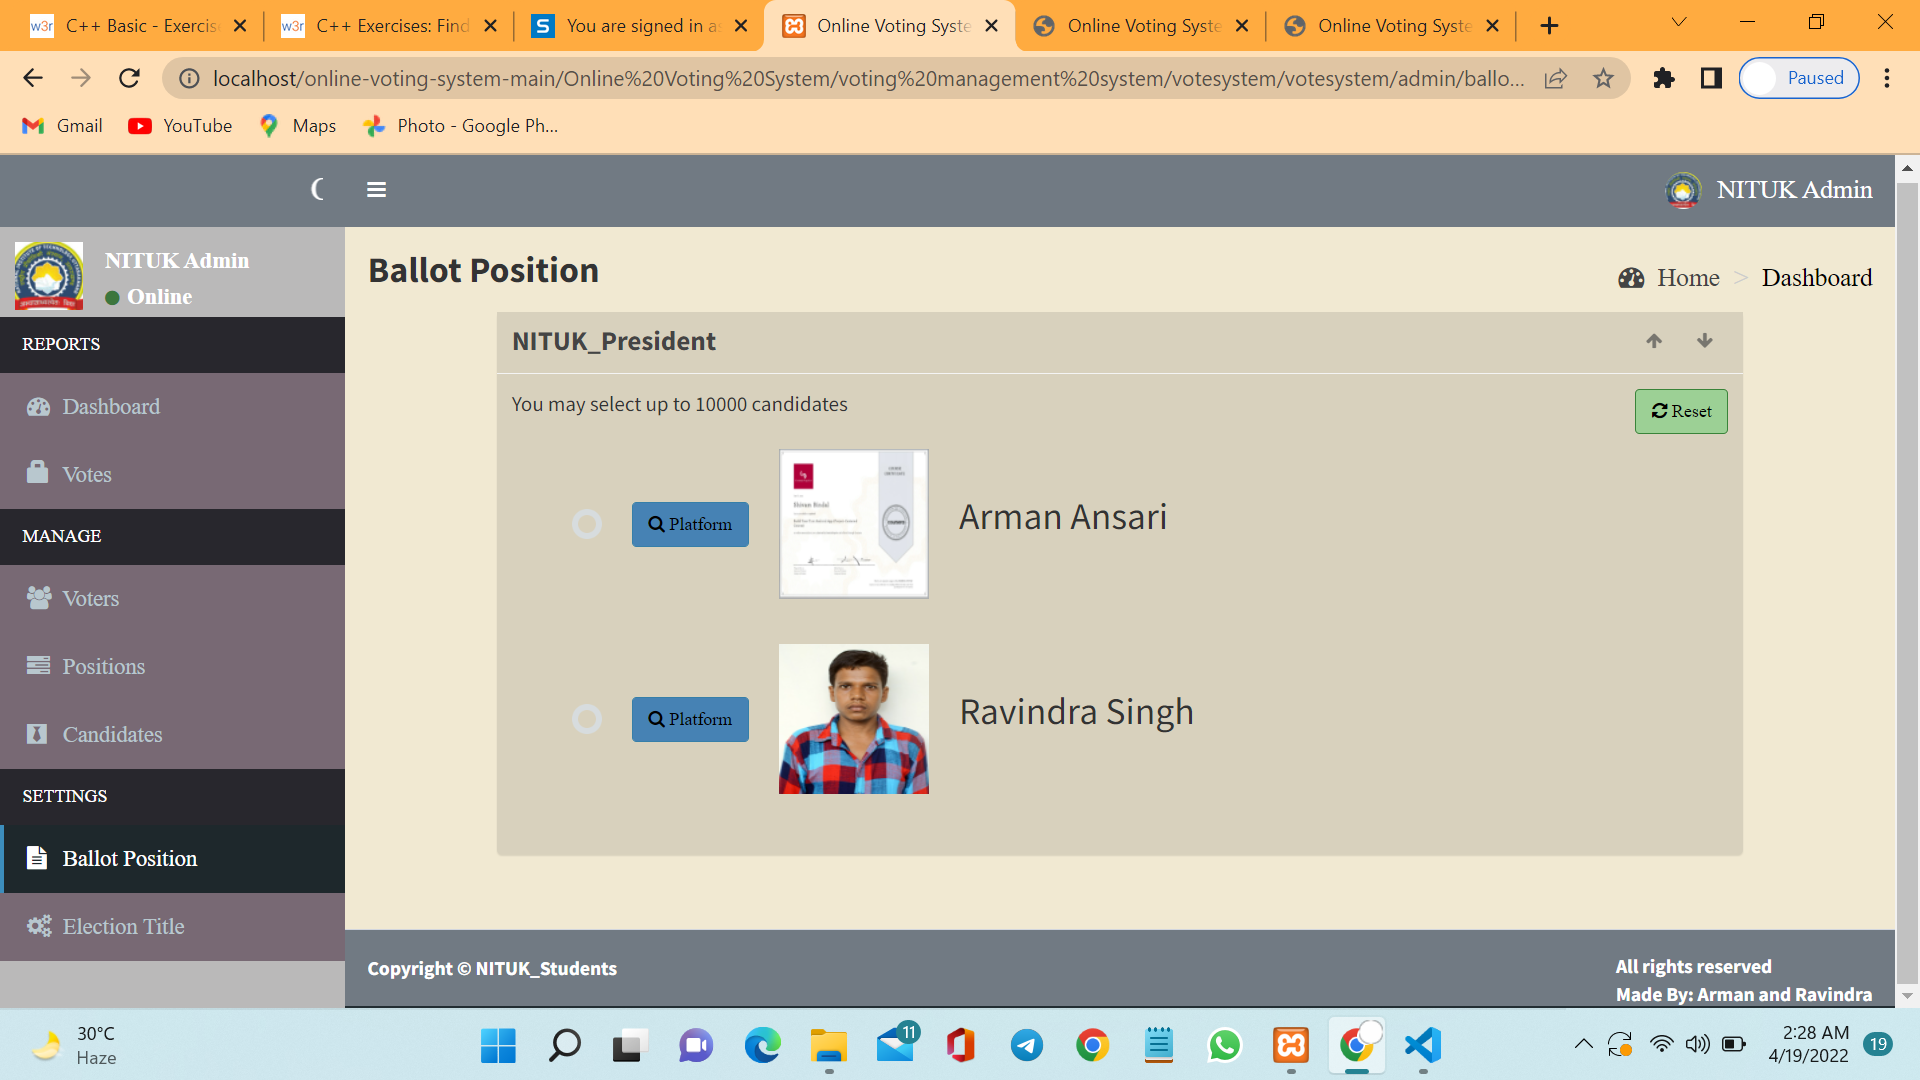 C++ Basic - Exercis
C++ Exercises: Find
You are signed in as
Online Voting Syste
Online Voting Syste
Online Voting Syste
localhost/online-voting-system-main/Online%20Voting%20System/voting%20management%20system/votesystem/votesystem/admin/ballo...
Paused
Gmail
YouTube
Maps
Photo - Google Ph...
NITUK Admin
NITUK Admin
Online
REPORTS
Dashboard
Votes
MANAGE
Voters
Positions
Candidates
SETTINGS
Ballot Position
Election Title
Ballot Position
Home > Dashboard
NITUK_President
You may select up to 10000 candidates
Reset
Platform
Arman Ansari
Platform
Ravindra Singh
Copyright © NITUK_Students
All rights reserved
Made By: Arman and Ravindra
30°C
Haze
11
2:28 AM
4/19/2022
19